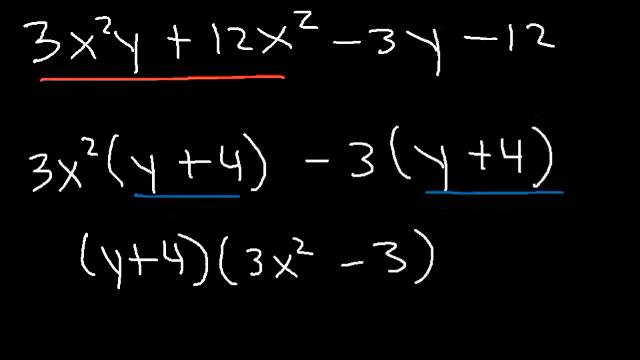 3x²y + 12x² - 3y - 12
3x²(y + 4) - 3(y + 4)
(y + 4)(3x² - 3)